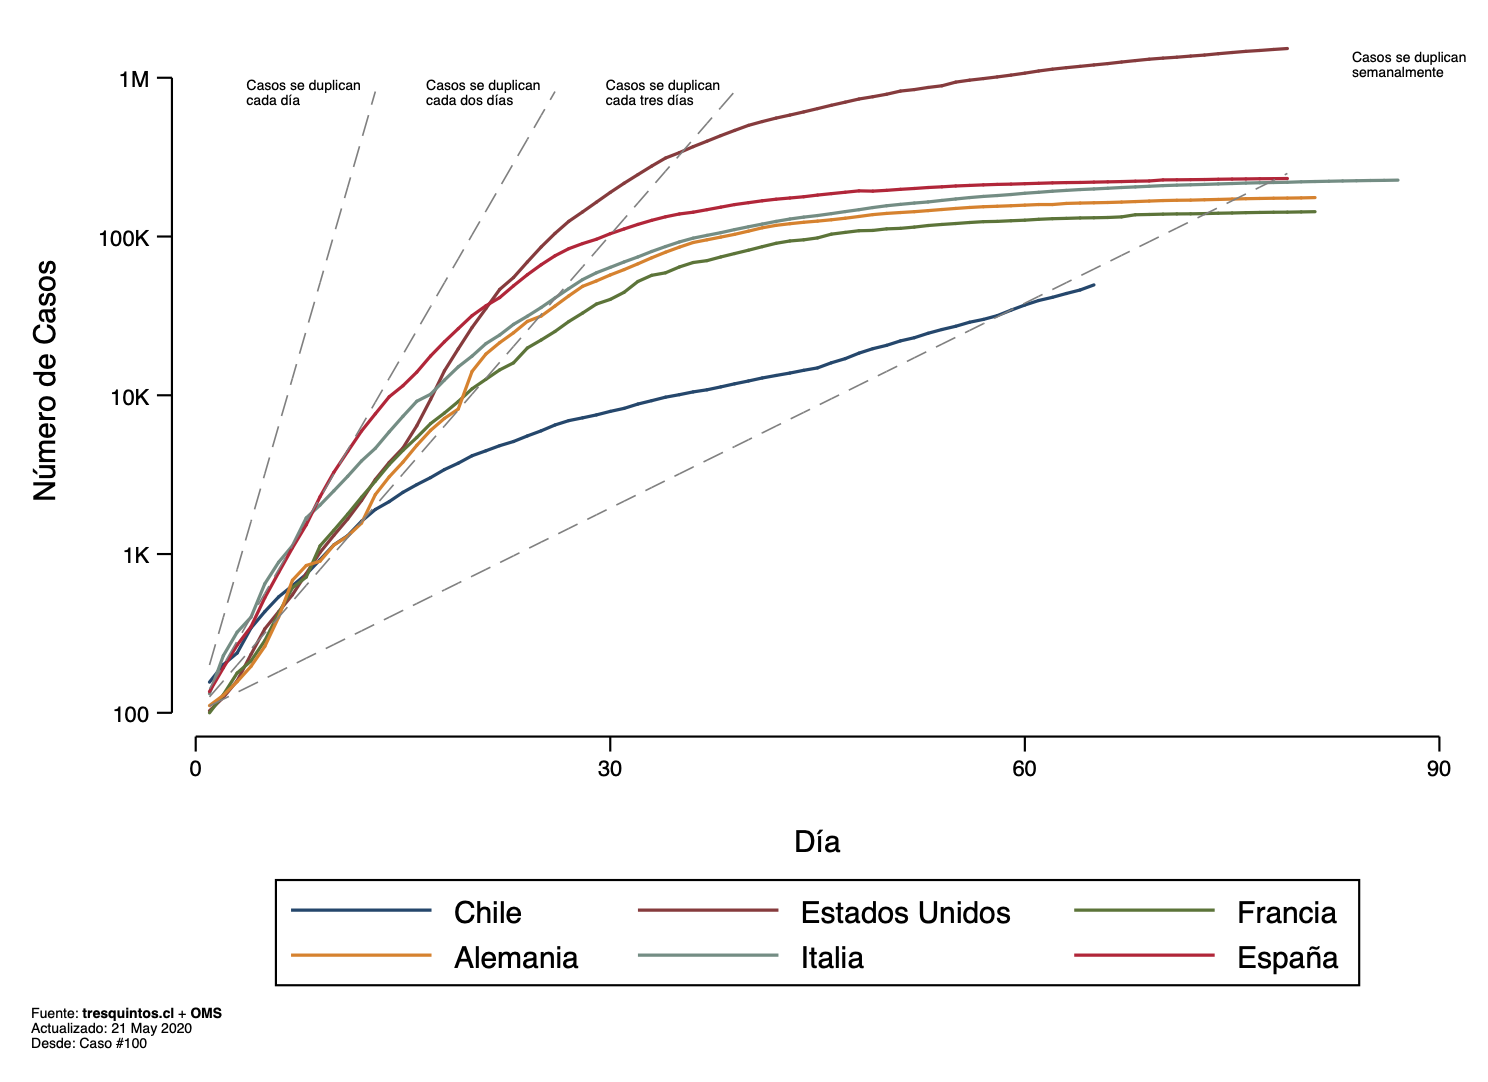 Casos se duplican
cada día
Casos se duplican
cada dos días
Casos se duplican
cada tres días
Casos se duplican
semanalmente
1M
100K
10K
1K
100
Número de Casos
0
30
60
90
Día
Chile
Estados Unidos
Francia
Alemania
Italia
España
Fuente: tresquintos.cl + OMS
Actualizado: 21 May 2020
Desde: Caso #100